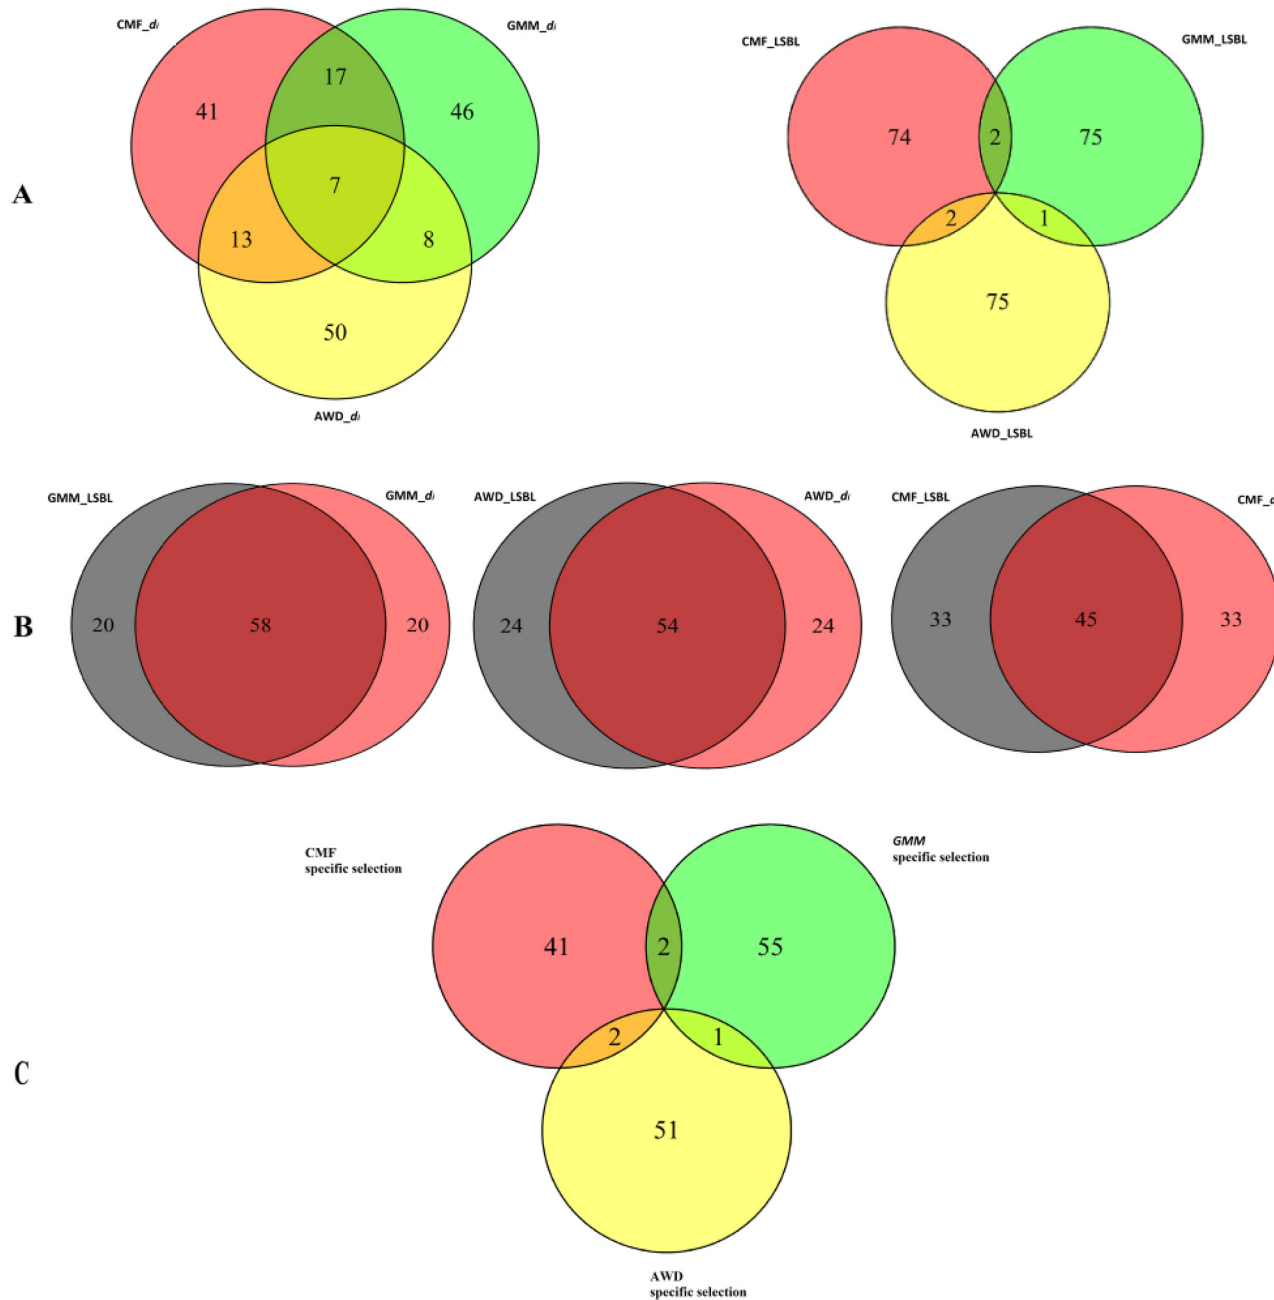 CMF_di
GMM_di
41
17
46
7
13
8
50
AWD_di
CMF_LSBL
GMM_LSBL
74
2
75
2
1
75
AWD_LSBL
A
GMM_LSBL
GMM_di
20
58
20
AWD_LSBL
AWD_di
24
54
24
CMF_LSBL
CMF_d
33
45
33
B
CMF
specific selection
GMM
specific selection
41
2
55
2
1
51
C
AWD
specific selection